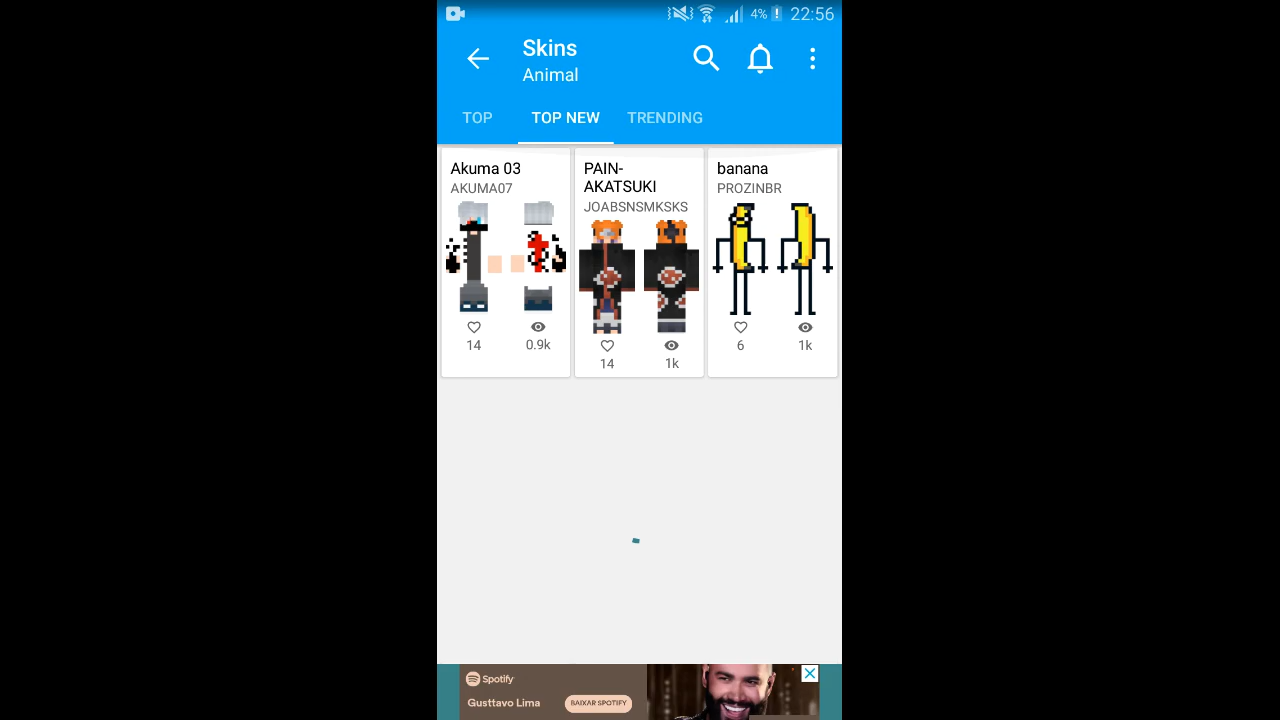 4%
22:56
Skins
Animal
TOP
TOP NEW
TRENDING
Akuma 03
AKUMA07
14
0.9k
PAIN-
AKATSUKI
JOABSNSMKSKS
14
1k
banana
PROZINBR
6
1k
Spotify
Gusttavo Lima
BAIXAR SPOTIFY